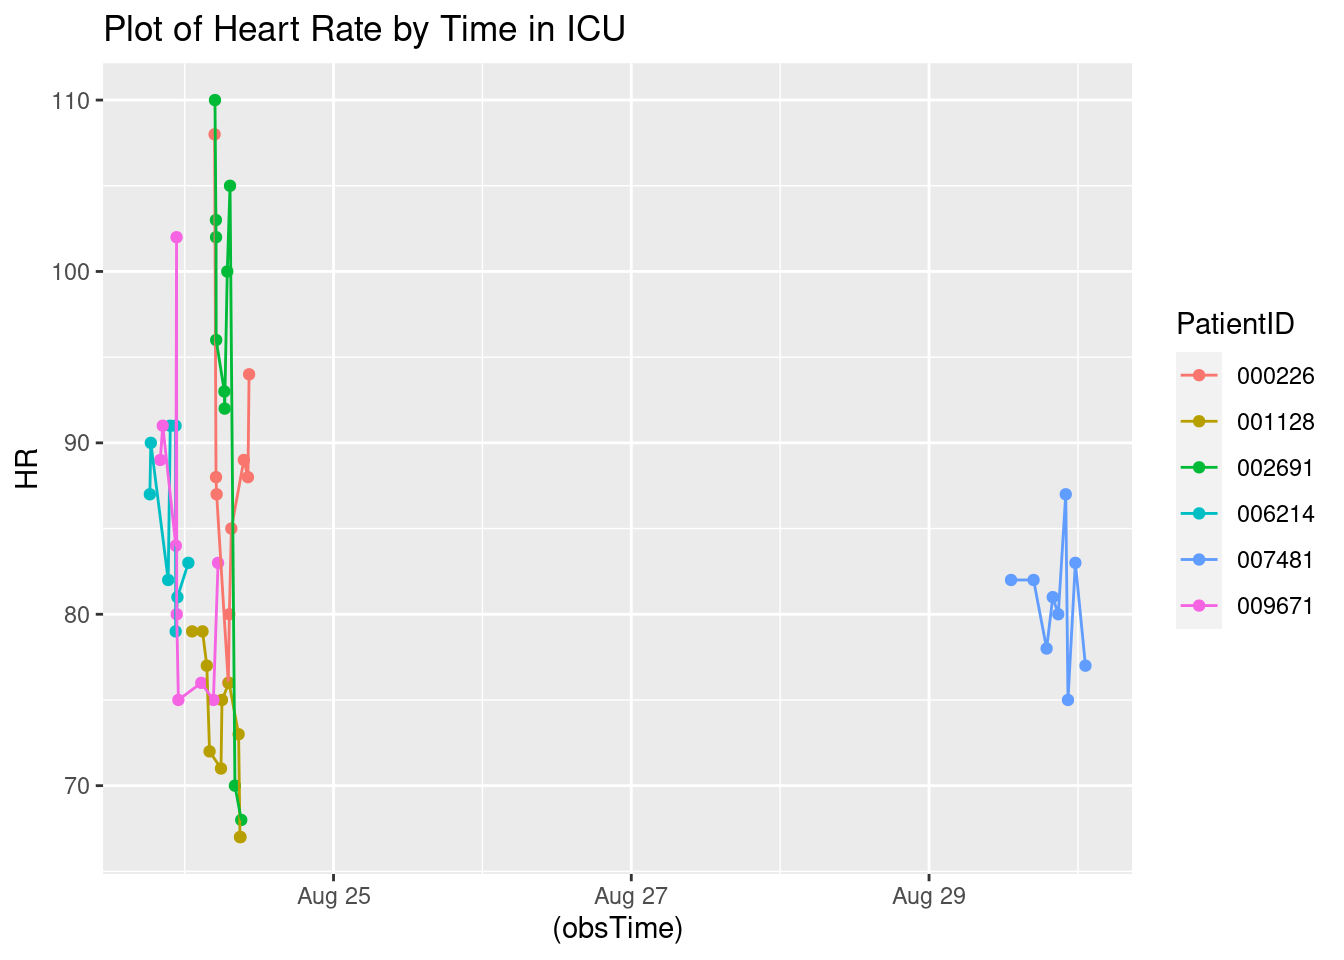 Plot of Heart Rate by Time in ICU
110
100
90
80
70
HR
Aug 25
Aug 27
Aug 29
(obsTime)
PatientID
000226
001128
002691
006214
007481
009671